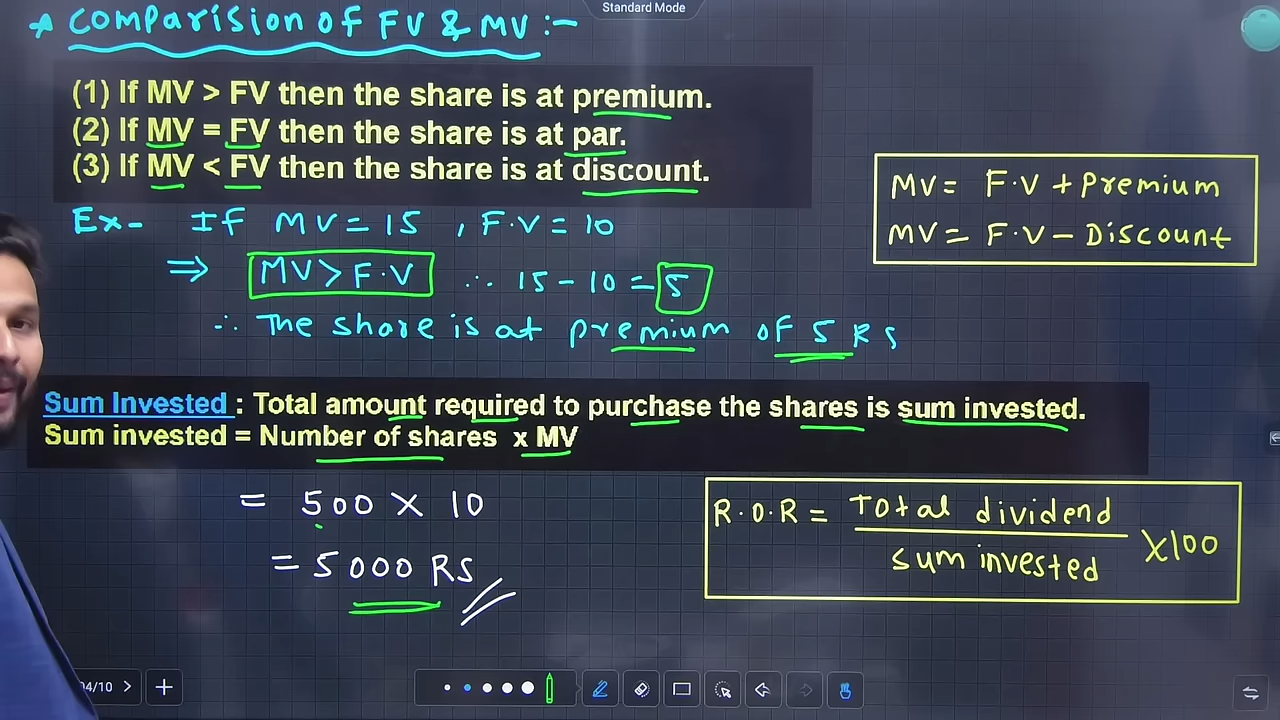 Standard Mode
* Comparision of FV & MV :-
(1) If MV > FV then the share is at premium.
(2) If MV = FV then the share is at par.
(3) If MV < FV then the share is at discount.
MV = F.V + Premium
MV = F.V - Discount
Ex- If MV = 15 , F.V = 10
⇒ MV > F.V ∴ 15 - 10 = 5
∴ The share is at premium of 5 Rs
Sum Invested : Total amount required to purchase the shares is sum invested.
Sum invested = Number of shares x MV
= 500 X 10
= 5000 RS
R.O.R = Total dividend
sum invested X100
04/10